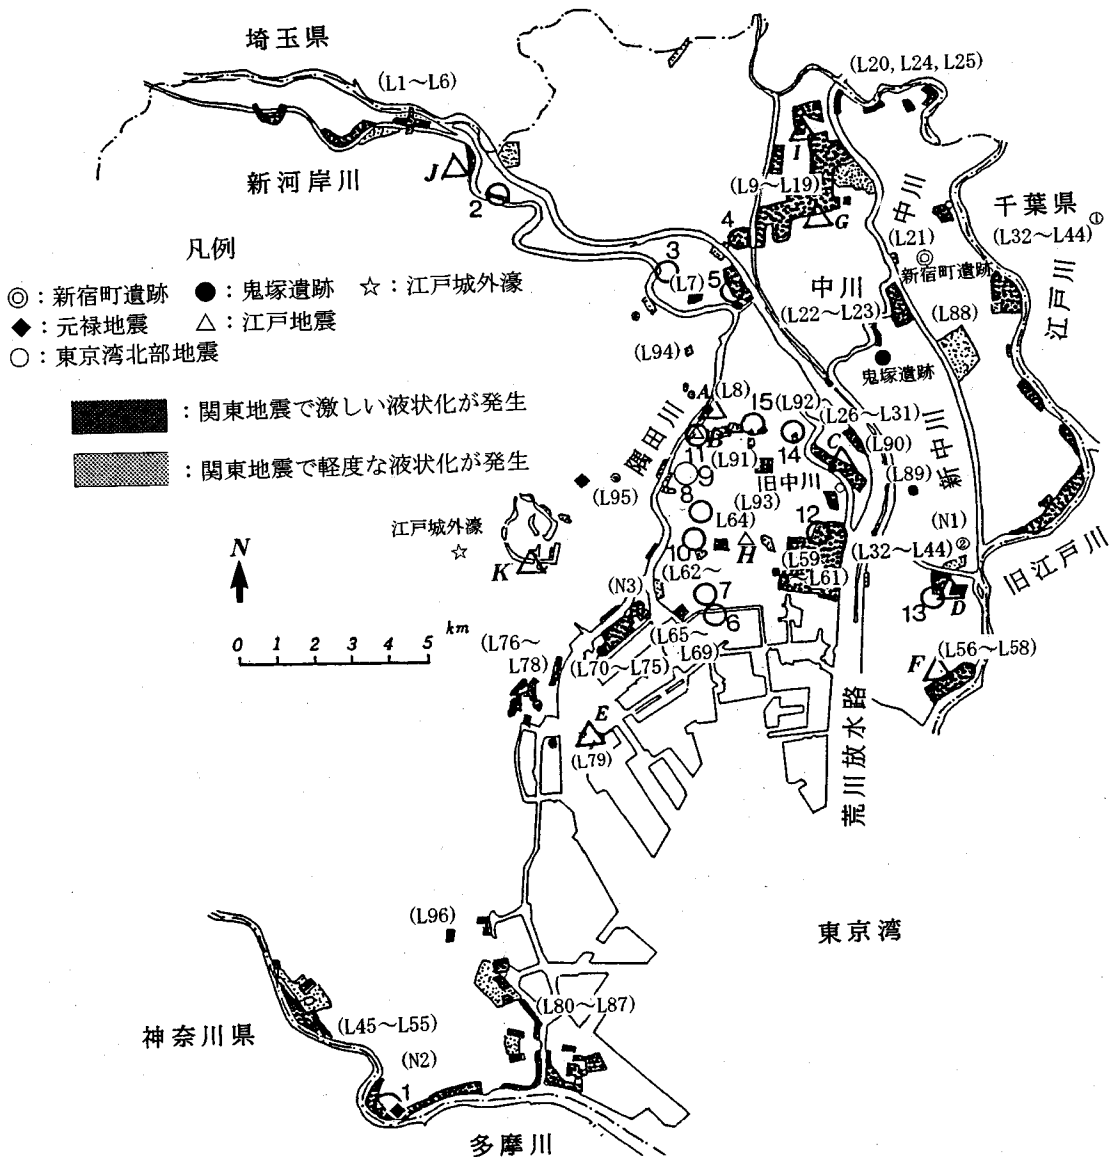 埼玉県
(L1～L6)
(L20, L24, L25)
新河岸川
J
2
I
(L9～L19)
G
4
中川
千葉県
①
(L32～L44)
(L21)
新宿町遺跡
江戸川
凡例
◎：新宿町遺跡 ●：鬼塚遺跡 ☆：江戸城外濠
◆：元禄地震 △：江戸地震
○：東京湾北部地震
：関東地震で激しい液状化が発生
：関東地震で軽度な液状化が発生
3
(L7)
5
中川
(L22～L23)
(L88)
鬼塚遺跡
(L94)
隅田川
A
(L8)
15
(L92～
(L26～L31)
B
11
14
C
(L90)
新中川
(L91)
9
8
旧中川
(L89)
(L95)
(L93)
江戸城外濠
L64)
12
(N1)
10
H
(L59
～L61)
(L32～L44)
②
旧江戸川
K
(L62～
N
(N3)
7
6
13
D
0 1 2 3 4 5 km
(L76～
L78)
(L65～
L69)
(L70～L75)
F
(L56～L58)
E
(L79)
荒川放水路
(L96)
東京湾
(L80～L87)
神奈川県
(L45～L55)
(N2)
1
多摩川